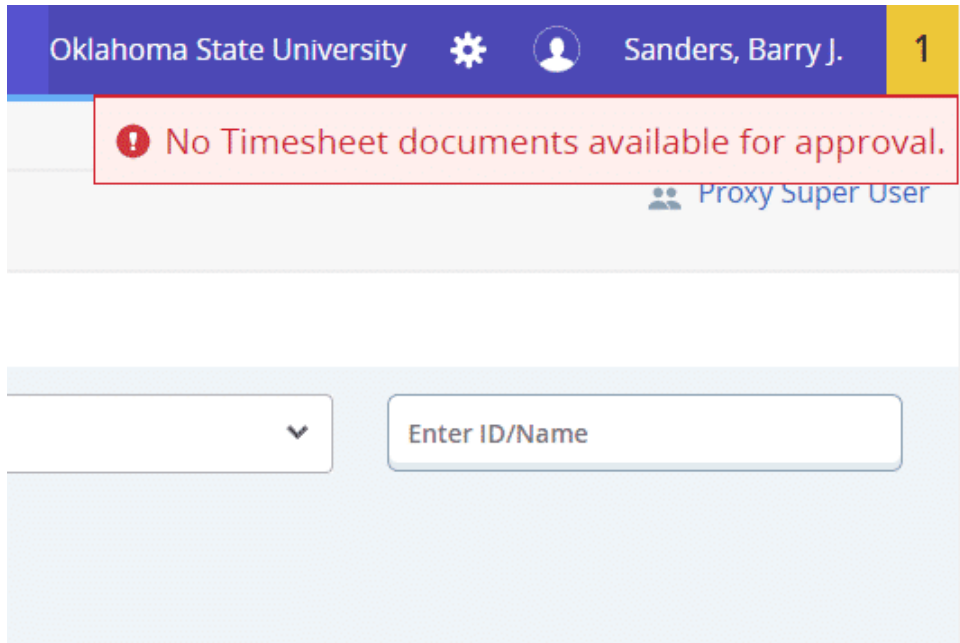 Oklahoma State University Sanders, Barry J. 1
No Timesheet documents available for approval.
Proxy Super User
Enter ID/Name